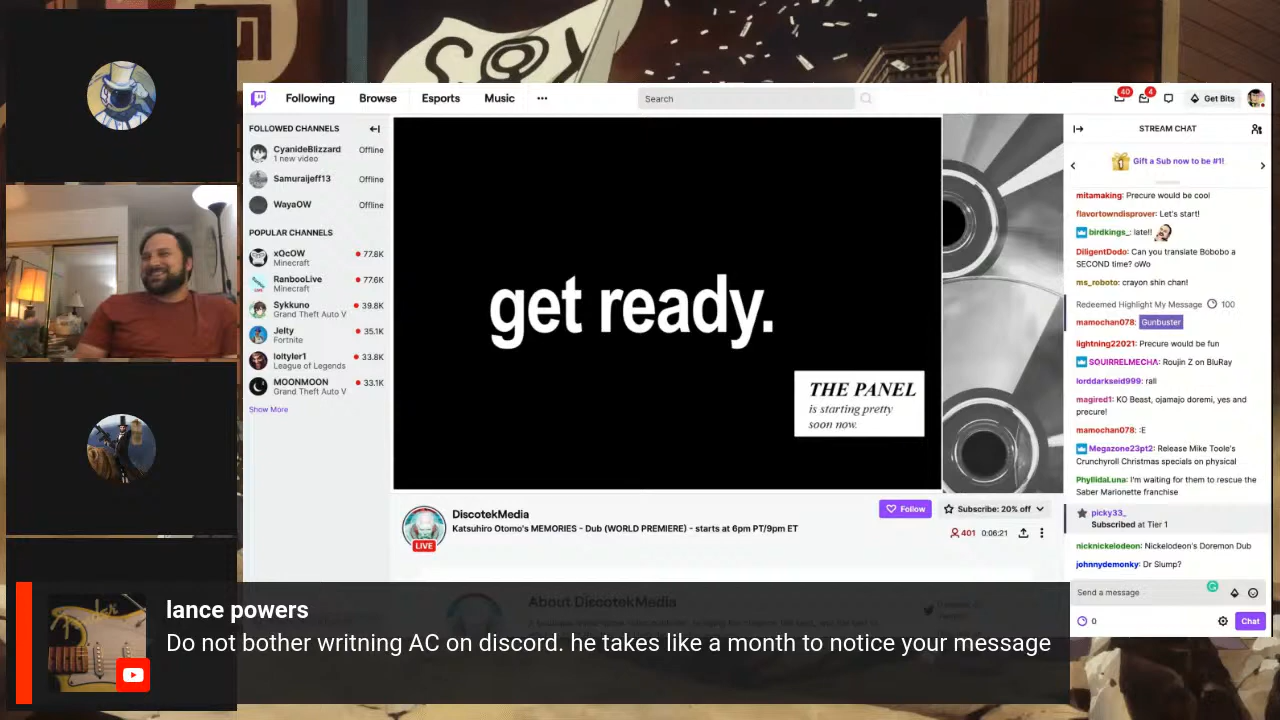 Following
Browse
Esports
Music
Search
40
4
Get Bits
FOLLOWED CHANNELS
CyanideBlizzard
Offline
1 new video
Samuraijeff13
Offline
WayaOW
Offline
POPULAR CHANNELS
xQcOW
77.8K
Minecraft
RanbooLive
77.6K
Minecraft
Sykkuno
39.8K
Grand Theft Auto V
Jelty
35.1K
Fortnite
loltyler1
33.8K
League of Legends
MOONMOON
33.1K
Grand Theft Auto V
Show More
get ready.
THE PANEL
is starting pretty
soon now.
DiscotekMedia
Katsuhiro Otomo's MEMORIES - Dub (WORLD PREMIERE) - starts at 6pm PT/9pm ET
LIVE
Follow
Subscribe: 20% off
401
0:06:21
About DiscotekMedia
STREAM CHAT
Gift a Sub now to be #1!
mitamaking: Precure would be cool
flavortowndisprover: Let's start!
birdkings_: late!!
DiligentDodo: Can you translate Bobobo a
SECOND time? oWo
ms_roboto: crayon shin chan!
Redeemed Highlight My Message 100
mamochan078: Gunbuster
lightning22021: Precure would be fun
SQUIRRELMECHA: Roujin Z on BluRay
lorddarkseid999: rall
magired1: KO Beast, ojamajo doremi, yes and
precure!
mamochan078: :E
Megazone23pt2: Release Mike Toole's
Crunchyroll Christmas specials on physical
PhyllidaLuna: I'm waiting for them to rescue the
Saber Marionette franchise
picky33_
Subscribed at Tier 1
nicknickelodeon: Nickelodeon's Doremon Dub
johnnydemonky: Dr Slump?
Send a message
0
Chat
lance powers
Do not bother writning AC on discord. he takes like a month to notice your message